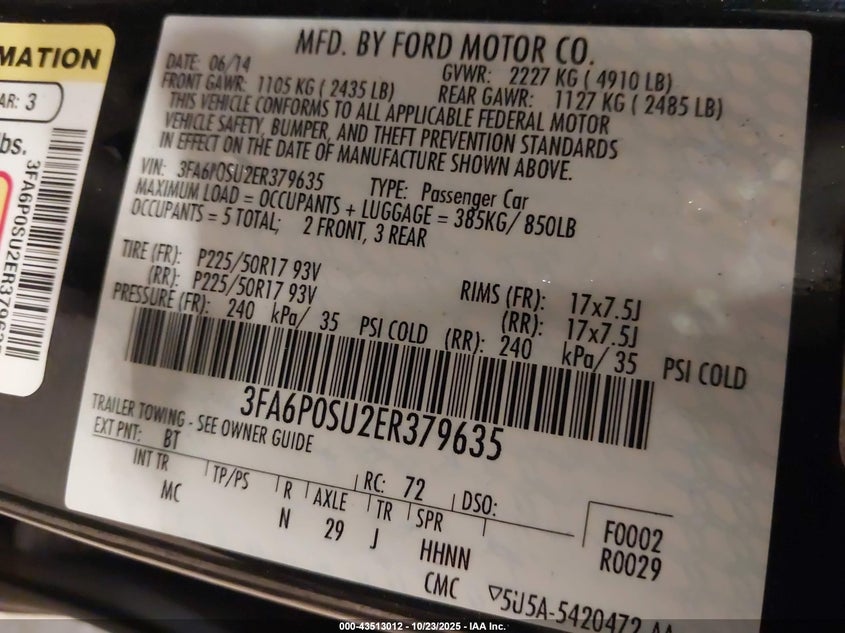 MATION
AR: 3
bs.
3FA6P0SU2ER37963
MFD. BY FORD MOTOR CO.
DATE: 06/14 GVWR: 2227 KG ( 4910 LB)
FRONT GAWR: 1105 KG ( 2435 LB) REAR GAWR: 1127 KG ( 2485 LB)
THIS VEHICLE CONFORMS TO ALL APPLICABLE FEDERAL MOTOR
VEHICLE SAFETY, BUMPER, AND THEFT PREVENTION STANDARDS
IN EFFECT ON THE DATE OF MANUFACTURE SHOWN ABOVE.
VIN: 3FA6P0SU2ER379635 TYPE: Passenger Car
MAXIMUM LOAD = OCCUPANTS + LUGGAGE = 385KG/ 850LB
OCCUPANTS = 5 TOTAL; 2 FRONT, 3 REAR
TIRE (FR): P225/50R17 93V RIMS (FR): 17x7.5J
(RR): P225/50R17 93V (RR): 17x7.5J
PRESSURE (FR): 240 kPa/ 35 PSI COLD (RR): 240 kPa/ 35 PSI COLD
3FA6P0SU2ER379635
TRAILER TOWING - SEE OWNER GUIDE
EXT PNT: BT RC: 72 DSO:
INT TR TP/PS R AXLE TR SPR F0002
MC N 29 J HHNN R0029
CMC 5U5A-5420472 AA
000-43513012 - 10/23/2025 - IAA Inc.